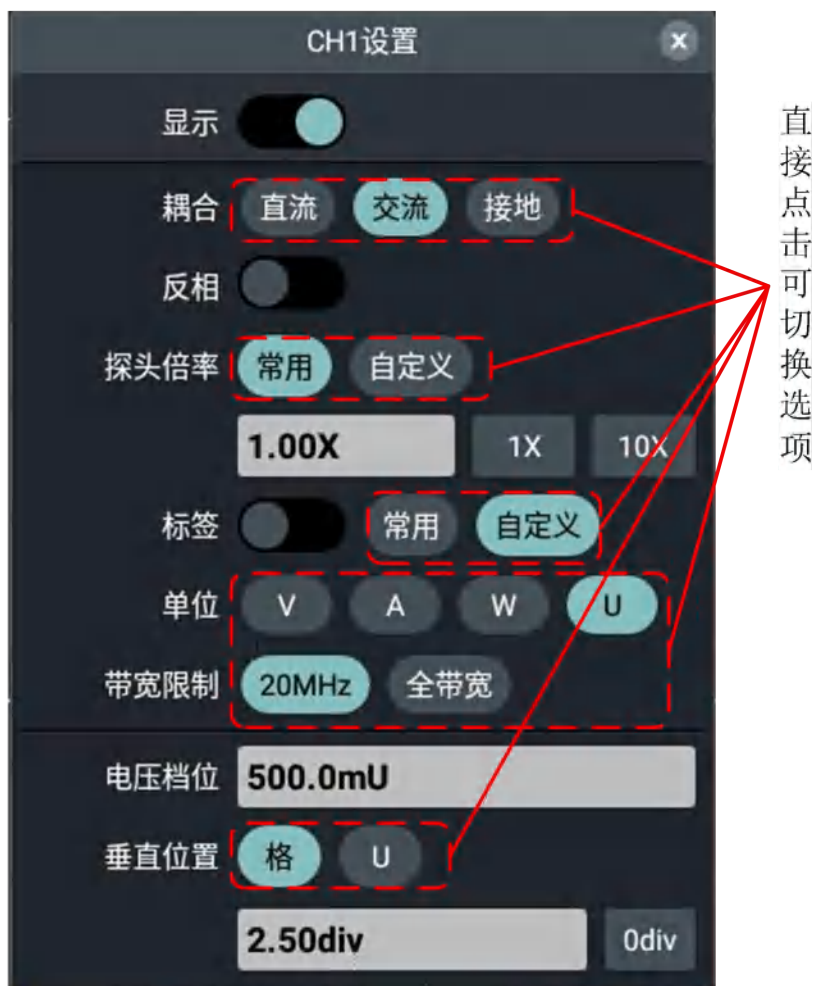 CH1设置
显示
耦合 直流 交流 接地
反相
探头倍率 常用 自定义
1.00X 1X 10X
标签 常用 自定义
单位 V A W U
带宽限制 20MHz 全带宽
电压档位 500.0mU
垂直位置 格 U
2.50div 0div
直接点击可切换选项